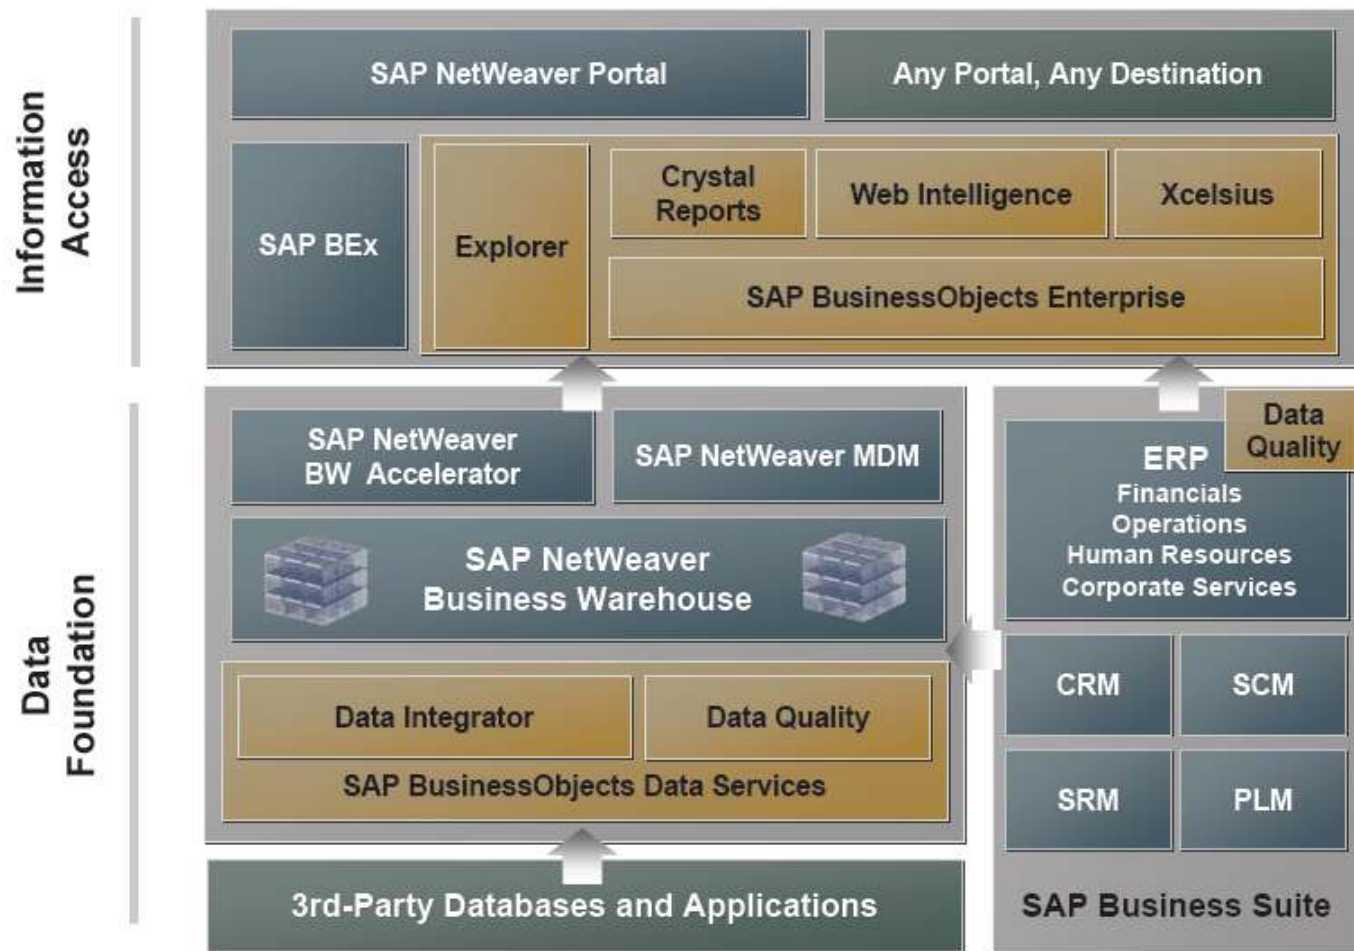 Information
Access
SAP NetWeaver Portal
Any Portal, Any Destination
SAP BEx
Explorer
Crystal
Reports
Web Intelligence
Xcelsius
SAP BusinessObjects Enterprise
Data
Foundation
SAP NetWeaver
BW Accelerator
SAP NetWeaver MDM
SAP NetWeaver
Business Warehouse
Data Integrator
Data Quality
SAP BusinessObjects Data Services
3rd-Party Databases and Applications
Data
Quality
ERP
Financials
Operations
Human Resources
Corporate Services
CRM
SCM
SRM
PLM
SAP Business Suite